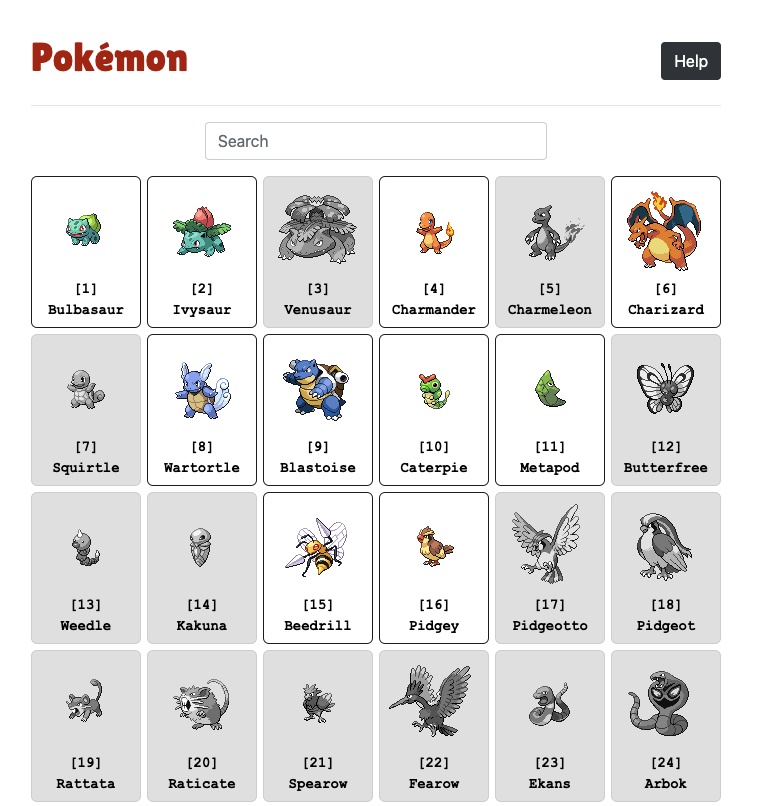 Pokémon
Help
Search
[1] [2] [3] [4] [5] [6]
Bulbasaur Ivysaur Venusaur Charmander Charmeleon Charizard
[7] [8] [9] [10] [11] [12]
Squirtle Wartortle Blastoise Caterpie Metapod Butterfree
[13] [14] [15] [16] [17] [18]
Weedle Kakuna Beedrill Pidgey Pidgeotto Pidgeot
[19] [20] [21] [22] [23] [24]
Rattata Raticate Spearow Fearow Ekans Arbok